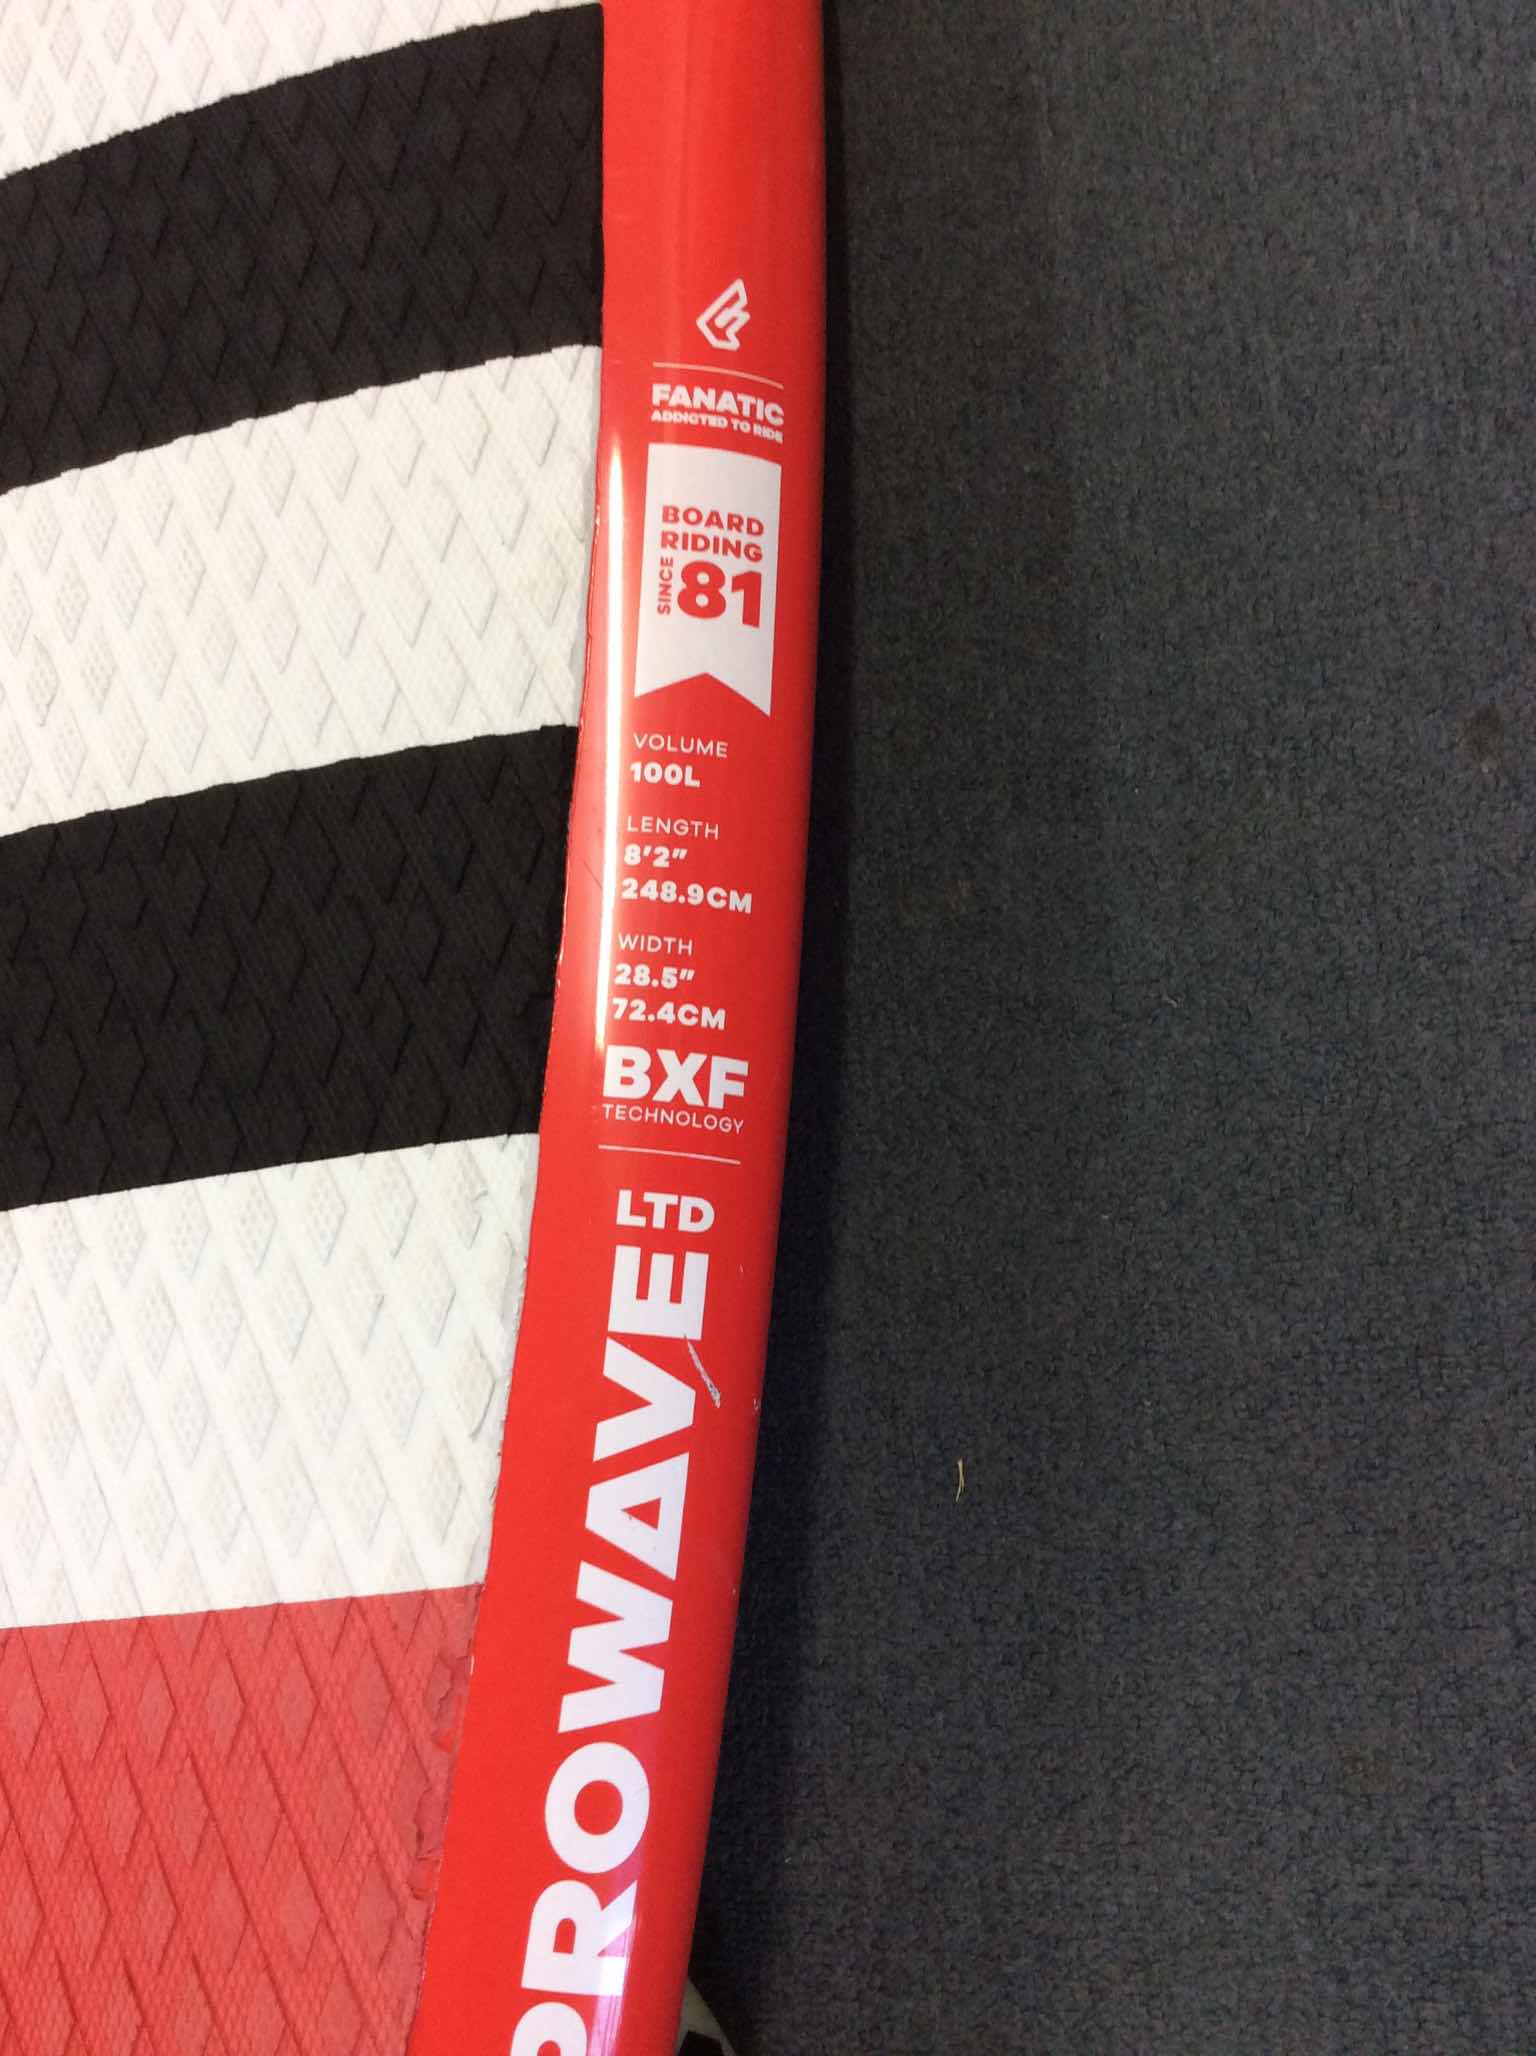 FANATIC
ADDICTED TO RIDE
BOARD
RIDING
SINCE 81
VOLUME
100L
LENGTH
8'2"
248.9CM
WIDTH
28.5"
72.4CM
BXF
TECHNOLOGY
LTD
PROWAVE